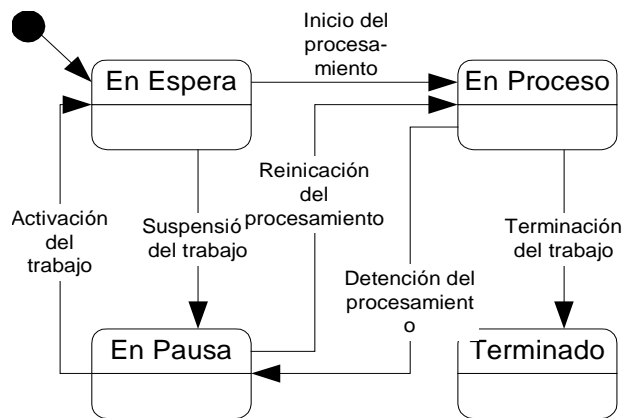 Inicio del
procesa-
miento
En Espera
En Proceso
Activación
del
trabajo
Suspensió
del trabajo
Reinicación
del
procesamiento
Detención del
procesamient
o
Terminación
del trabajo
En Pausa
Terminado